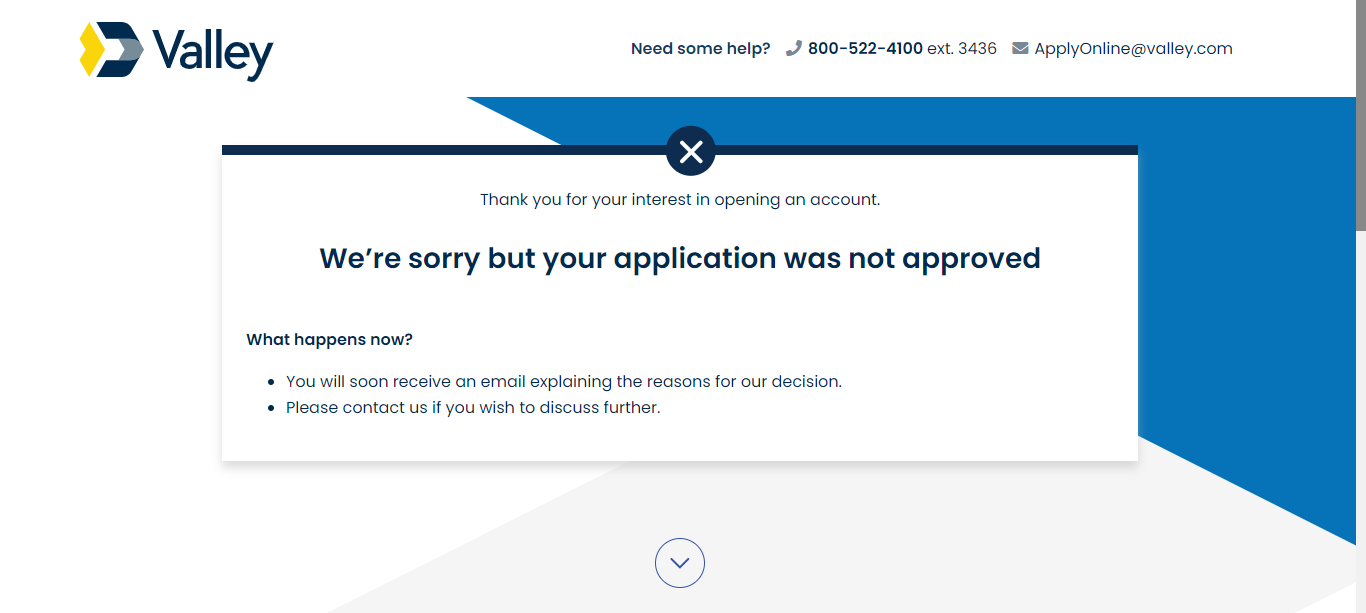 Valley
Need some help? 800-522-4100 ext. 3436 ApplyOnline@valley.com
Thank you for your interest in opening an account.
We’re sorry but your application was not approved
What happens now?
• You will soon receive an email explaining the reasons for our decision.
• Please contact us if you wish to discuss further.